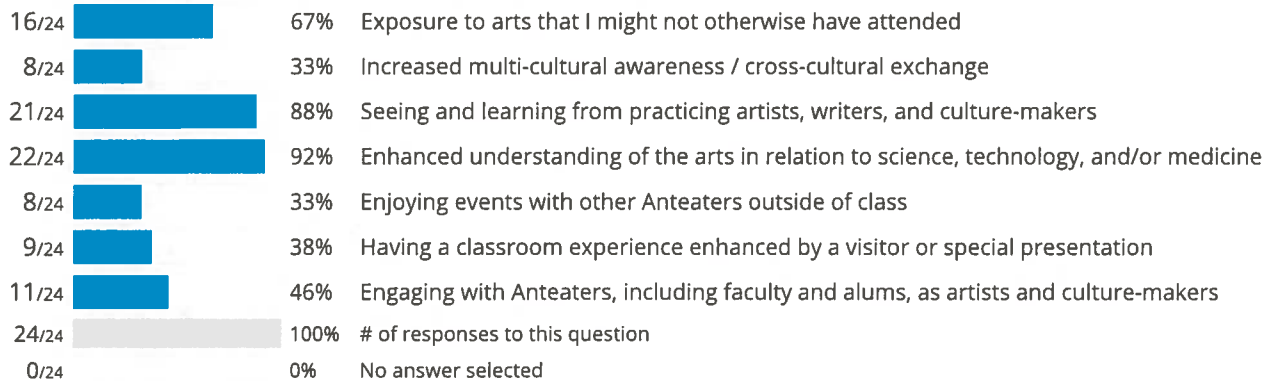 16/24 67% Exposure to arts that I might not otherwise have attended
8/24 33% Increased multi-cultural awareness / cross-cultural exchange
21/24 88% Seeing and learning from practicing artists, writers, and culture-makers
22/24 92% Enhanced understanding of the arts in relation to science, technology, and/or medicine
8/24 33% Enjoying events with other Anteaters outside of class
9/24 38% Having a classroom experience enhanced by a visitor or special presentation
11/24 46% Engaging with Anteaters, including faculty and alums, as artists and culture-makers
24/24 100% # of responses to this question
0/24 0% No answer selected